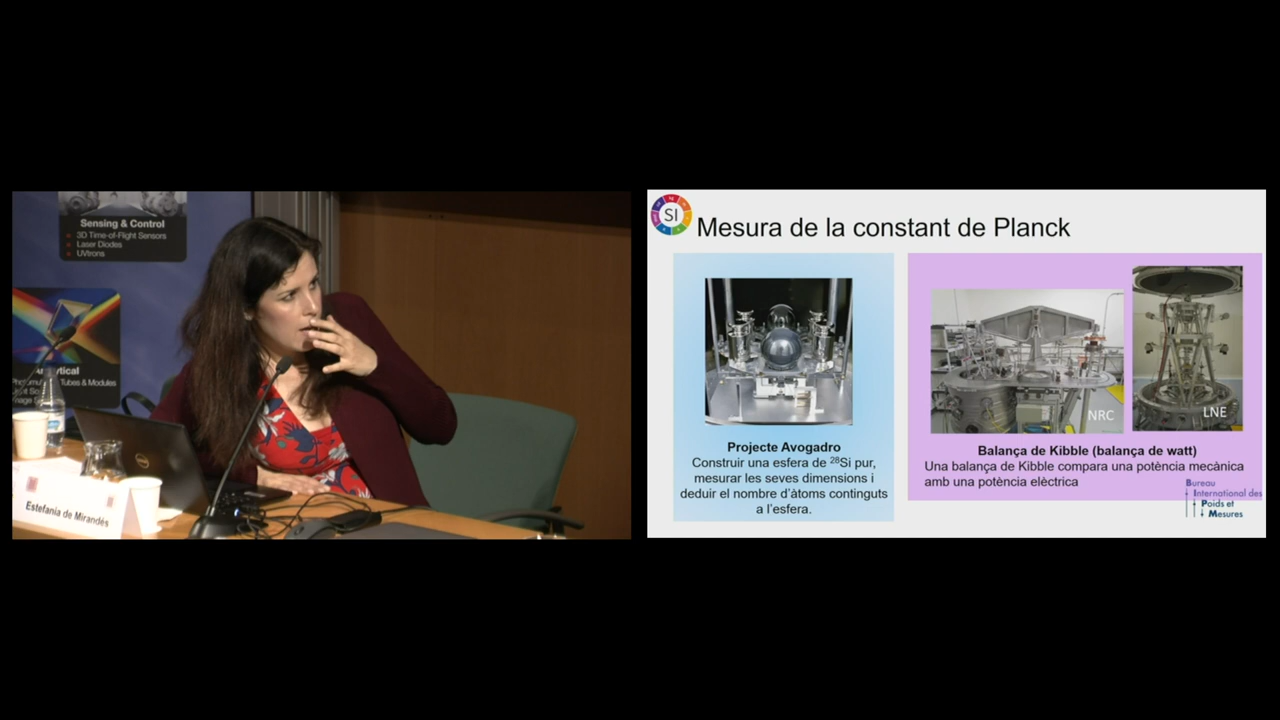 Sensing & Control
3D Time-of-Flight Sensors
Laser Diodes
UVtrons
Tubes & Modules
Estefanía de Mirandés
SI
Mesura de la constant de Planck
NRC
LNE
Projecte Avogadro
Construir una esfera de ²⁸Si pur,
mesurar les seves dimensions i
deduir el nombre d'àtoms continguts
a l'esfera.
Balança de Kibble (balança de watt)
Una balança de Kibble compara una potència mecànica
amb una potència elèctrica
Bureau
International des
Poids et
Mesures